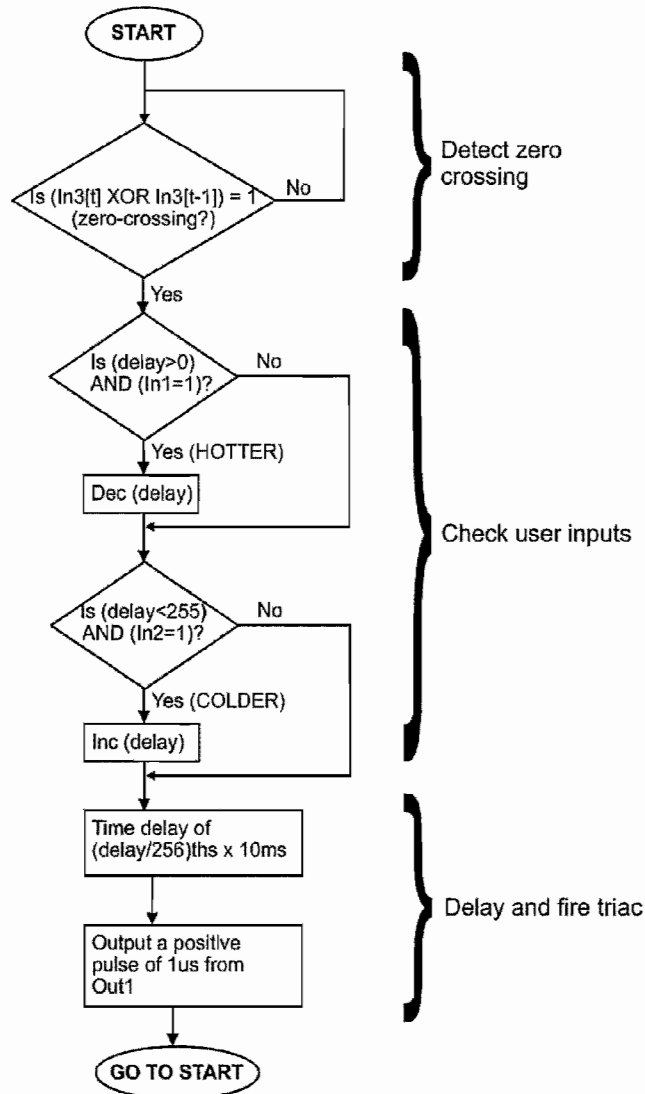 START
Detect zero
crossing
Is (In3[t] XOR In3[t-1]) = 1
(zero-crossing?)
No
Yes
Is (delay>0)
AND (In1=1)?
No
Yes (HOTTER)
Dec (delay)
Check user inputs
Is (delay<255)
AND (In2=1)?
No
Yes (COLDER)
Inc (delay)
Time delay of
(delay/256)ths x 10ms
Delay and fire triac
Output a positive
pulse of 1us from
Out1
GO TO START